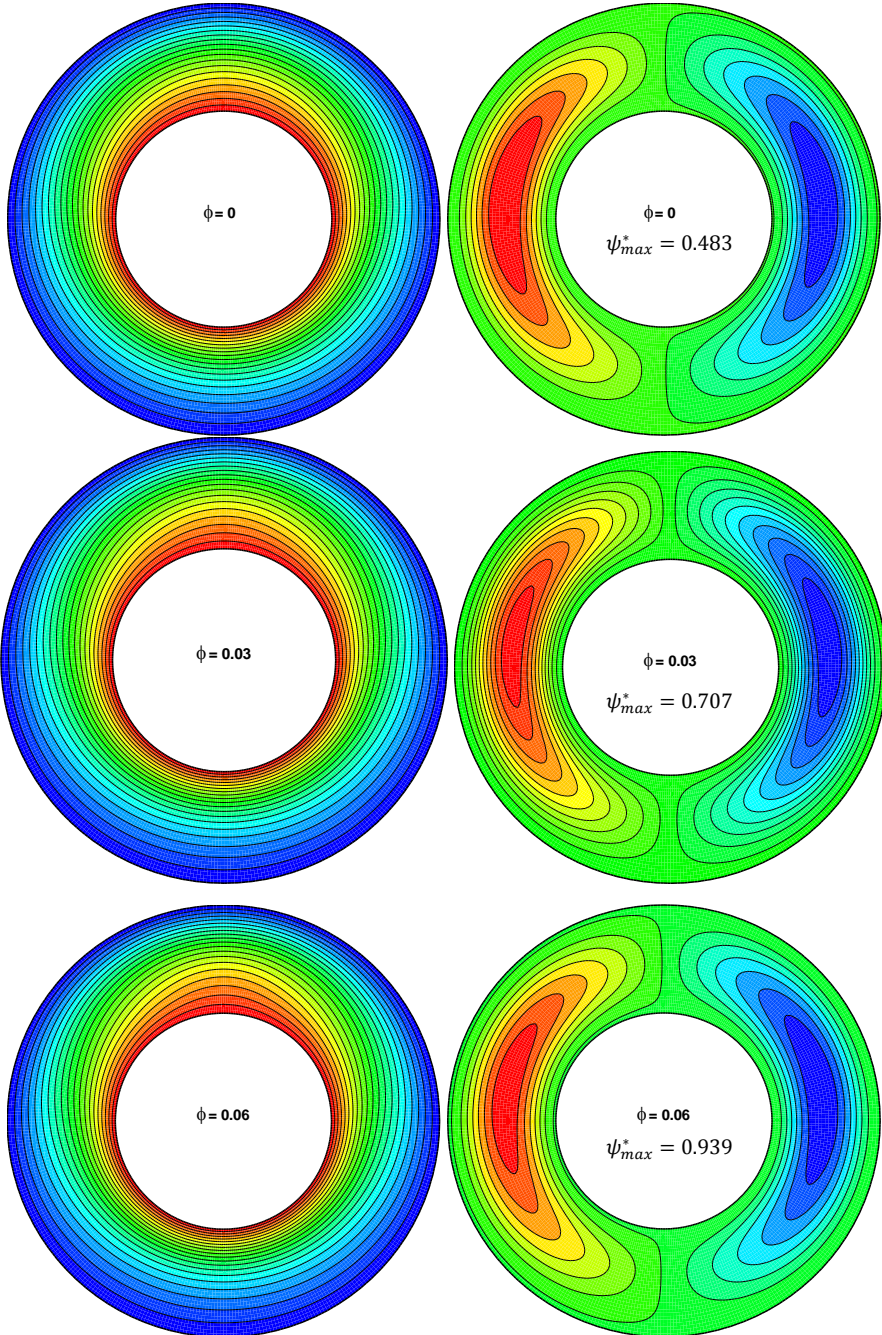 ϕ = 0
ϕ = 0
ψ*max = 0.483
ϕ = 0.03
ϕ = 0.03
ψ*max = 0.707
ϕ = 0.06
ϕ = 0.06
ψ*max = 0.939